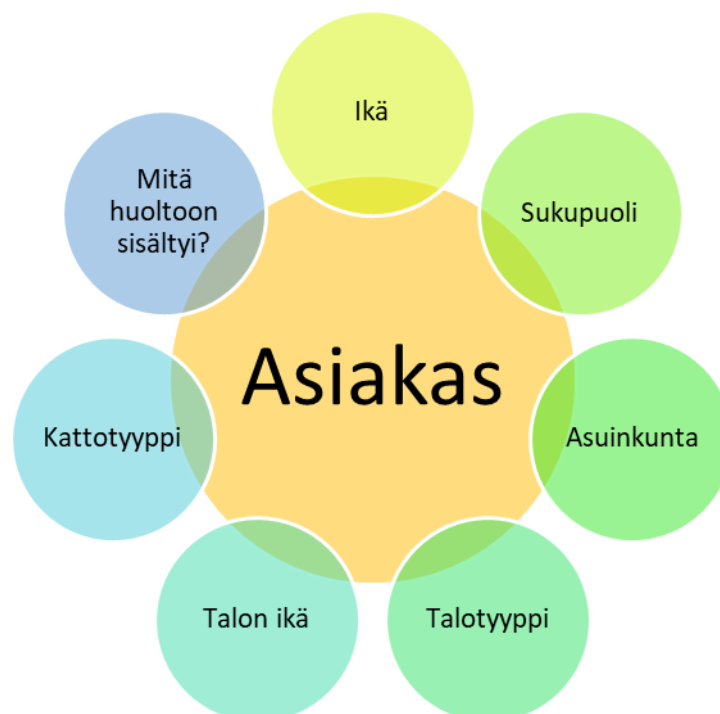 Ikä
Sukupuoli
Asuinkunta
Talotyyppi
Talon ikä
Kattotyyppi
Mitä
huoltoon
sisältyi?
Asiakas